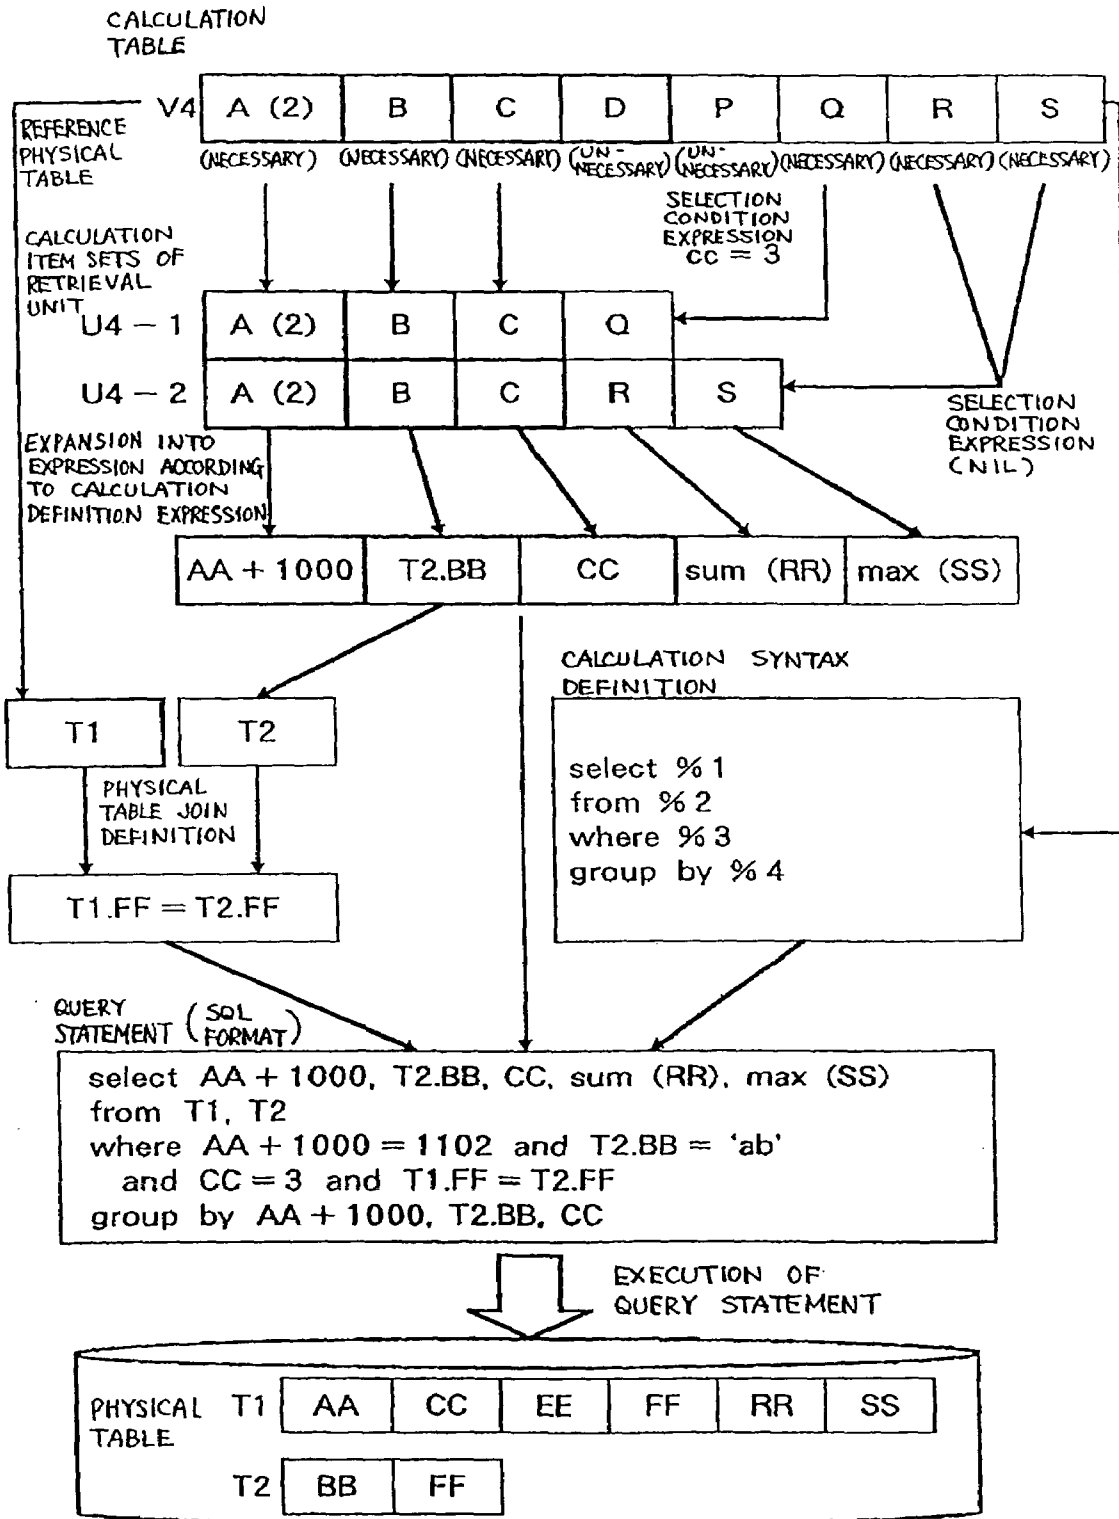 CALCULATION
TABLE
V4 A (2) B C D P Q R S
REFERENCE
PHYSICAL
TABLE
(NECESSARY) (NECESSARY) (NECESSARY) (UN-NECESSARY) (UN-NECESSARY) (NECESSARY) (NECESSARY) (NECESSARY)
SELECTION
CONDITION
EXPRESSION
CC = 3
CALCULATION
ITEM SETS OF
RETRIEVAL
UNIT
U4 - 1 A (2) B C Q
U4 - 2 A (2) B C R S
SELECTION
CONDITION
EXPRESSION
(NIL)
EXPANSION INTO
EXPRESSION ACCORDING
TO CALCULATION
DEFINITION EXPRESSION
AA + 1000 T2.BB CC sum (RR) max (SS)
CALCULATION SYNTAX
DEFINITION
T1 T2
select % 1
from % 2
where % 3
group by % 4
PHYSICAL
TABLE JOIN
DEFINITION
T1.FF = T2.FF
QUERY
STATEMENT (SQL FORMAT)
select AA + 1000, T2.BB, CC, sum (RR), max (SS)
from T1, T2
where AA + 1000 = 1102 and T2.BB = 'ab'
and CC = 3 and T1.FF = T2.FF
group by AA + 1000, T2.BB, CC
EXECUTION OF
QUERY STATEMENT
PHYSICAL
TABLE
T1 AA CC EE FF RR SS
T2 BB FF